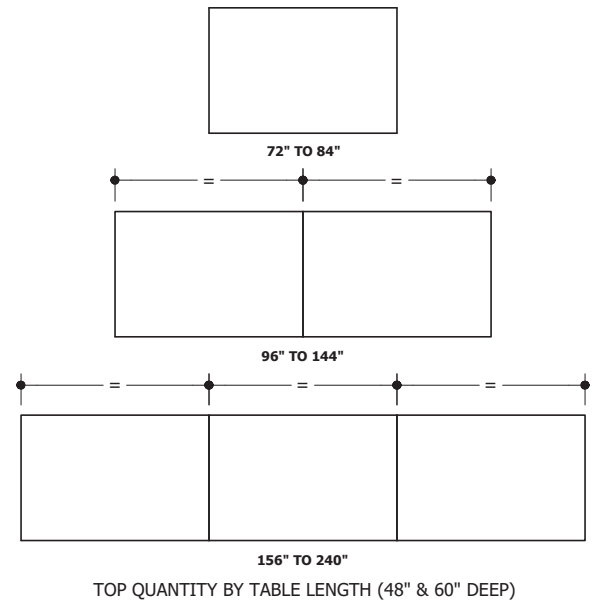 72" TO 84"
= =
96" TO 144"
= = =
156" TO 240"
TOP QUANTITY BY TABLE LENGTH (48" & 60" DEEP)